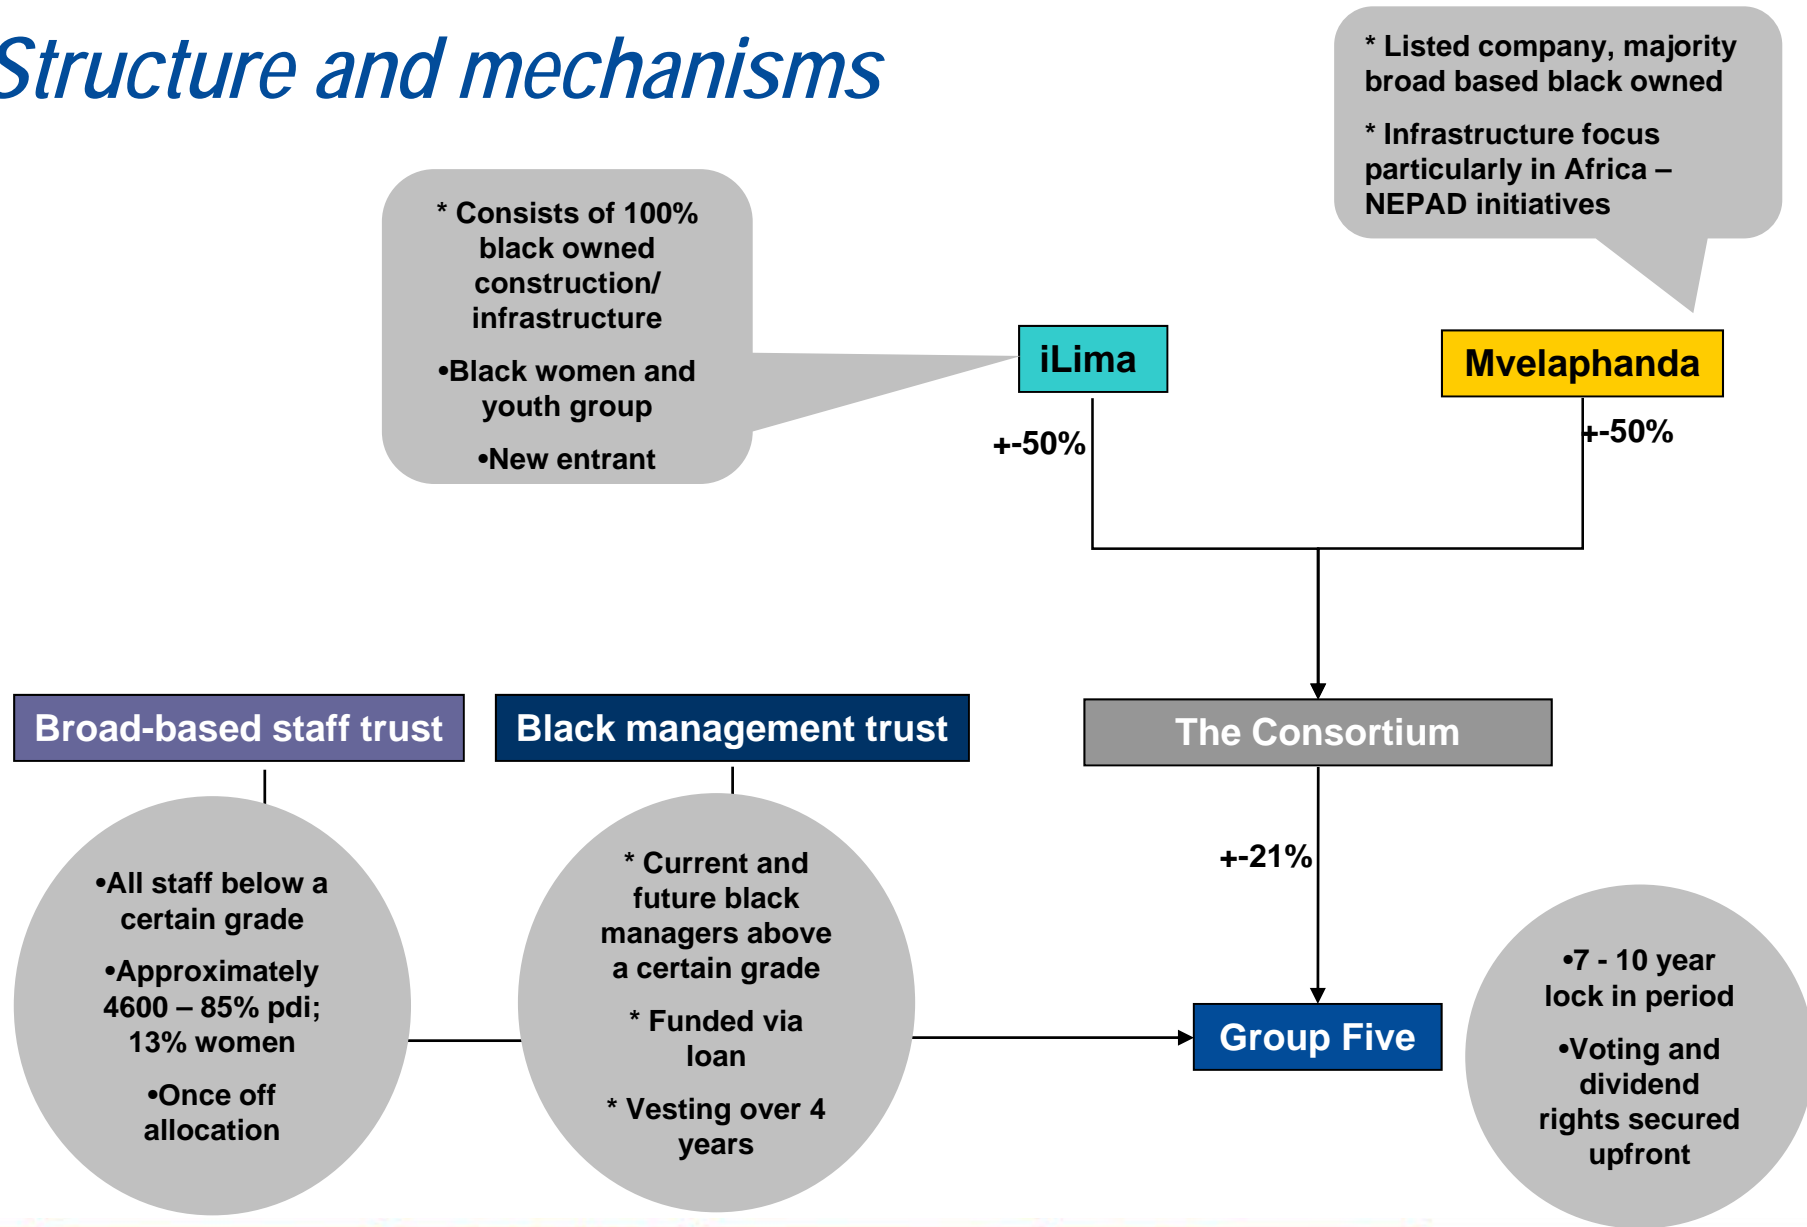 Structure and mechanisms
* Listed company, majority
broad based black owned
* Infrastructure focus
particularly in Africa –
NEPAD initiatives
* Consists of 100%
black owned
construction/
infrastructure
•Black women and
youth group
•New entrant
iLima
Mvelaphanda
+-50%
+-50%
Broad-based staff trust
Black management trust
The Consortium
•All staff below a
certain grade
•Approximately
4600 – 85% pdi;
13% women
•Once off
allocation
* Current and
future black
managers above
a certain grade
* Funded via
loan
* Vesting over 4
years
+-21%
Group Five
•7 - 10 year
lock in period
•Voting and
dividend
rights secured
upfront